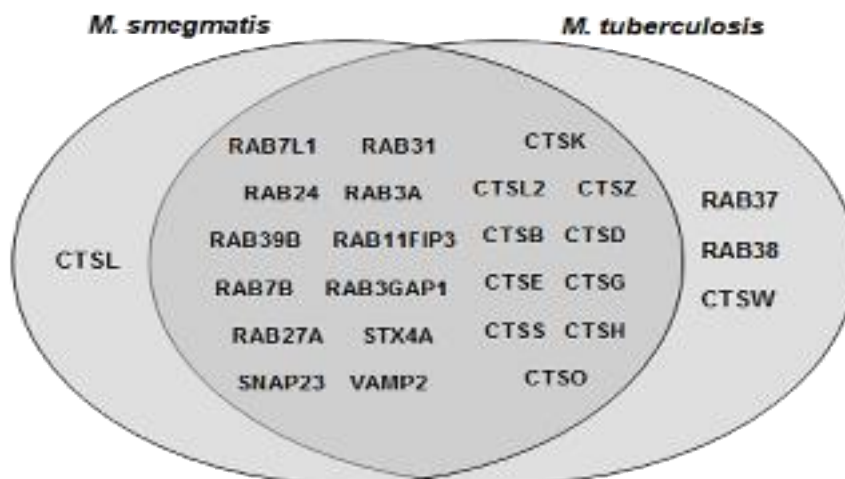 M. smegmatis M. tuberculosis
RAB7L1 RAB31 CTSK
RAB24 RAB3A CTSL2 CTSZ RAB37
RAB39B RAB11FIP3 CTSB CTSD RAB38
CTSL
RAB7B RAB3GAP1 CTSE CTSG CTSW
RAB27A STX4A CTSS CTSH
SNAP23 VAMP2 CTSO